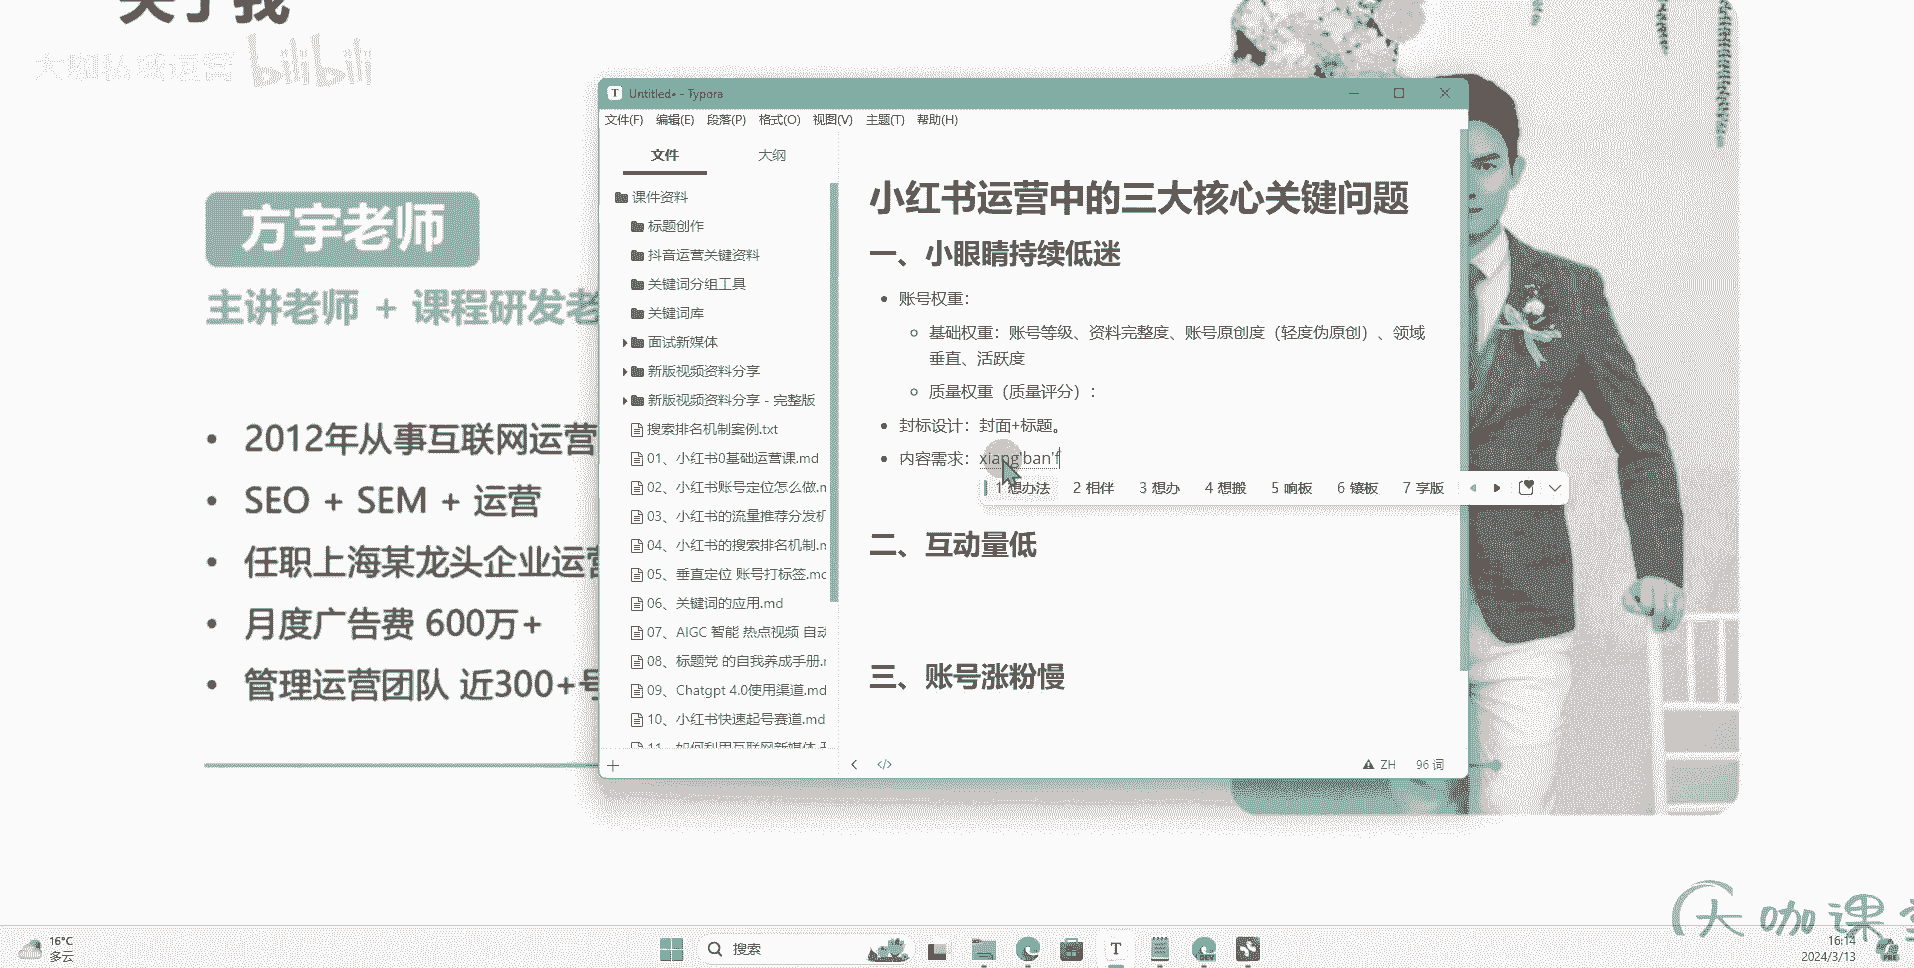 关于我
大咖私域运营 bilibili
方宇老师
主讲老师 + 课程研发老
2012年从事互联网运营
SEO + SEM + 运营
任职上海某龙头企业运营
月度广告费 600万+
管理运营团队 近300+号
Untitled• - Typora
文件(F) 编辑(E) 段落(P) 格式(O) 视图(V) 主题(T) 帮助(H)
文件 大纲
课件资料
标题创作
抖音运营关键资料
关键词分组工具
关键词库
面试新媒体
新版视频资料分享
新版视频资料分享 - 完整版
搜索排名机制案例.txt
01、小红书0基础运营课.md
02、小红书账号定位怎么做.m
03、小红书的流量推荐分发机
04、小红书的搜索排名机制.m
05、垂直定位 账号打标签.md
06、关键词的应用.md
07、AIGC 智能 热点视频 自动
08、标题党 的自我养成手册.m
09、Chatgpt 4.0使用渠道.md
10、小红书快速起号赛道.md
11、如何利用互联网新媒体
小红书运营中的三大核心关键问题
一、小眼睛持续低迷
账号权重：
基础权重：账号等级、资料完整度、账号原创度（轻度伪原创）、领域
垂直、活跃度
质量权重（质量评分）：
封标设计：封面+标题。
内容需求：xiang'ban'f
1 想办法 2 相伴 3 想办 4 想搬 5 响板 6 镶板 7 享版
二、互动量低
三、账号涨粉慢
ZH 96 词
大咖课堂
16°C
多云
搜索
16:14
2024/3/13